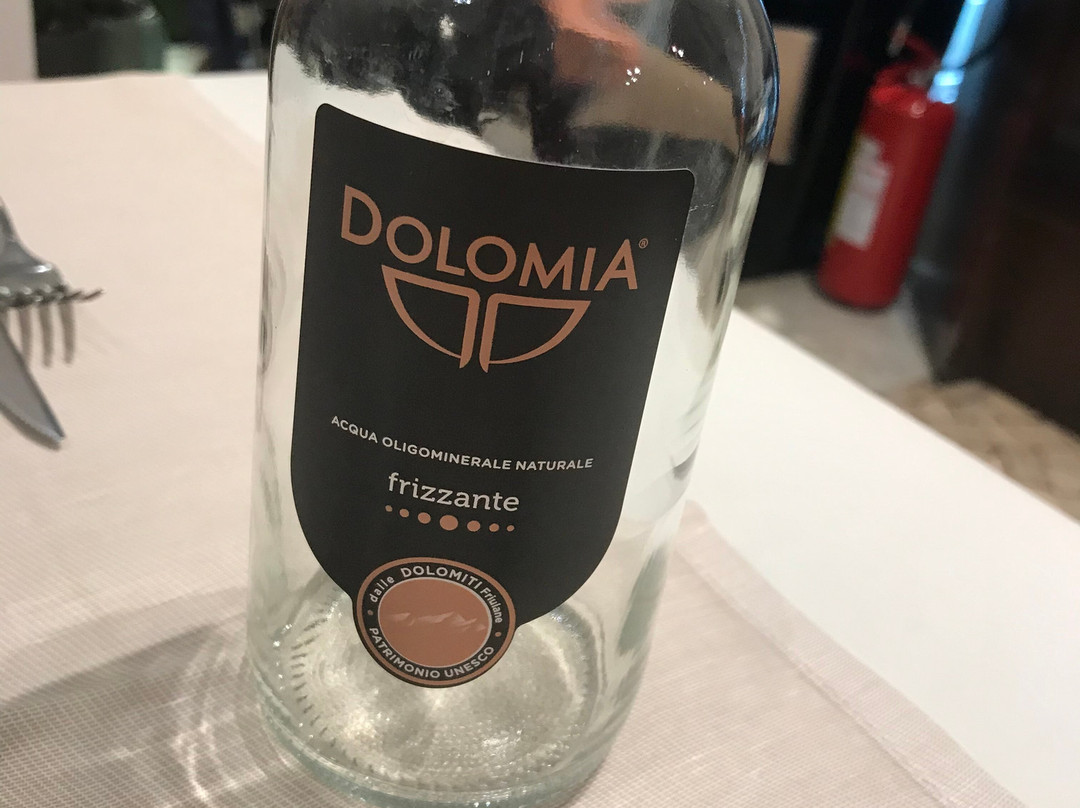 DOLOMIA®
ACQUA OLIGOMINERALE NATURALE
frizzante
dalle DOLOMITI Friulane
PATRIMONIO UNESCO